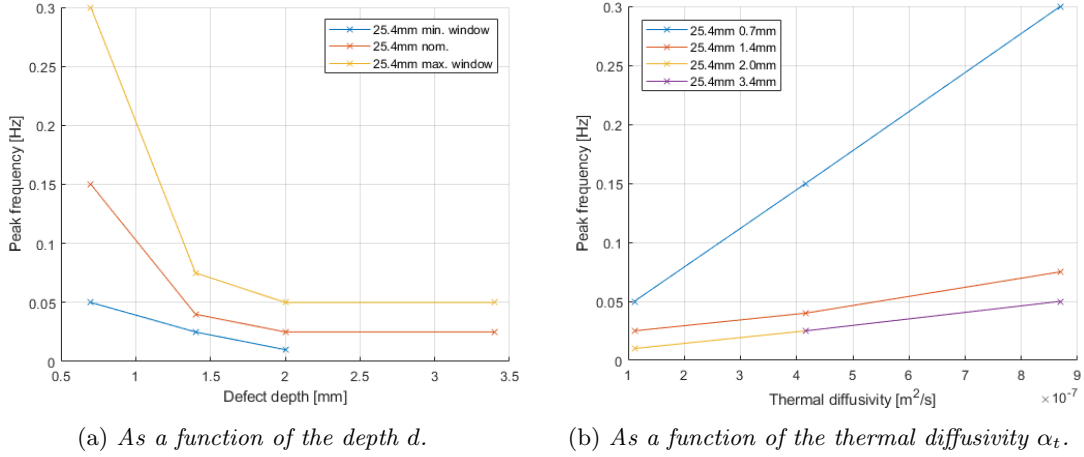 0.3
0.25
0.2
0.15
0.1
0.05
0
Peak frequency [Hz]
25.4mm min. window
25.4mm nom.
25.4mm max. window
0.5 1 1.5 2 2.5 3 3.5
Defect depth [mm]
(a) As a function of the depth d.
0.3
0.25
0.2
0.15
0.1
0.05
0
Peak frequency [Hz]
25.4mm 0.7mm
25.4mm 1.4mm
25.4mm 2.0mm
25.4mm 3.4mm
1 2 3 4 5 6 7 8 9
Thermal diffusivity [m²/s]
×10⁻⁷
(b) As a function of the thermal diffusivity αₜ.